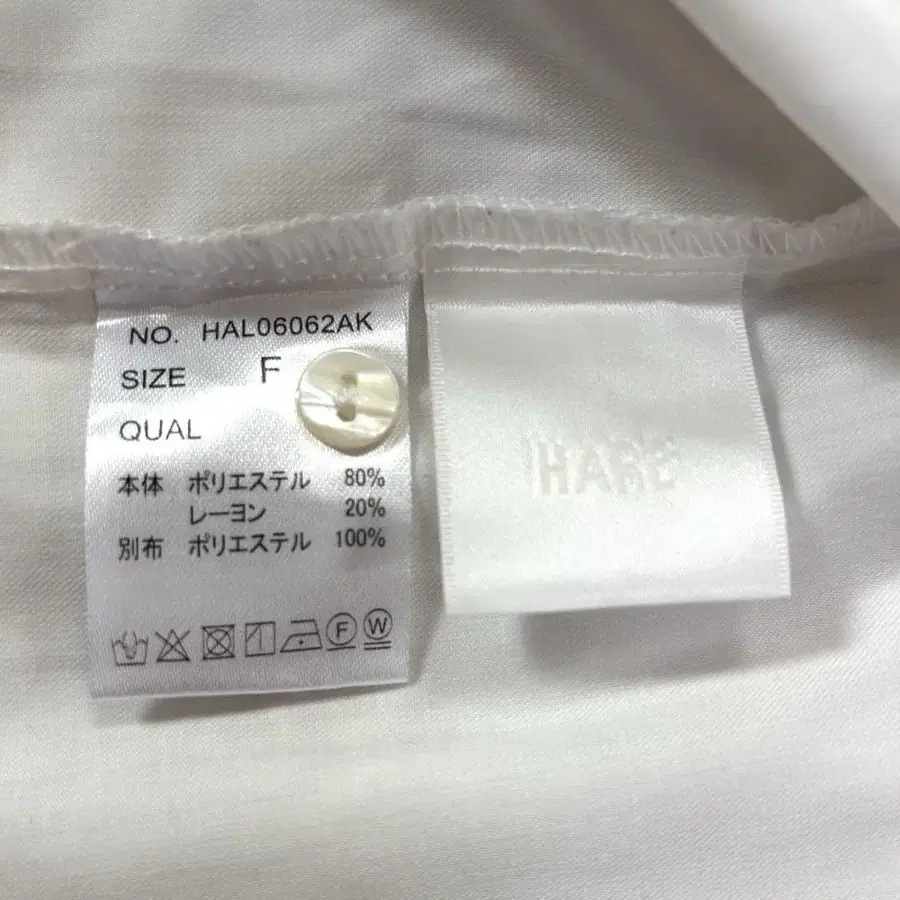 NO. HAL06062AK
SIZE F
QUAL
本体 ポリエステル 80%
レーヨン 20%
別布 ポリエステル 100%
F W
HARE